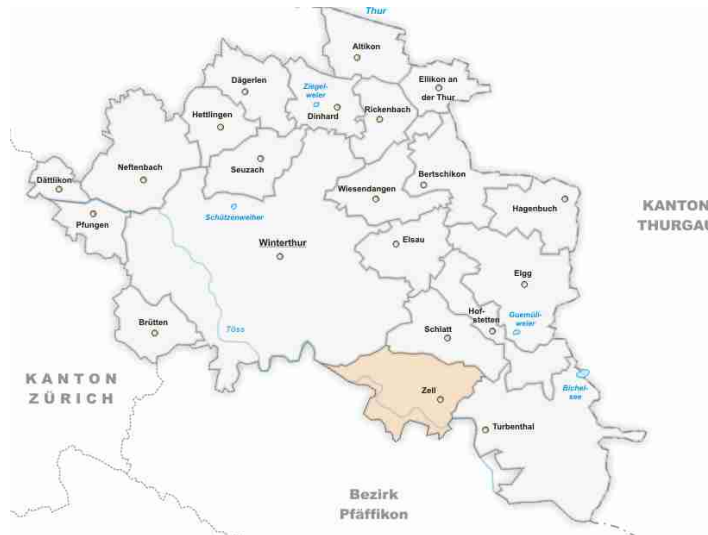 Thur
Altikon
Dägerlen
Ziegel-
weiler
Dinhard
Ellikon an
der Thur
Rickenbach
Hettlingen
Seuzach
Neftenbach
Dättlikon
Bertschikon
Wiesendangen
Hagenbuch
KANTON
THURGAU
Pfungen
Schützenweiher
Winterthur
Elsau
Elgg
Hof-
stetten
Guemüll-
weier
Brütten
Töss
Schlatt
KANTON
ZÜRICH
Zell
Bichel-
see
Turbenthal
Bezirk
Pfäffikon